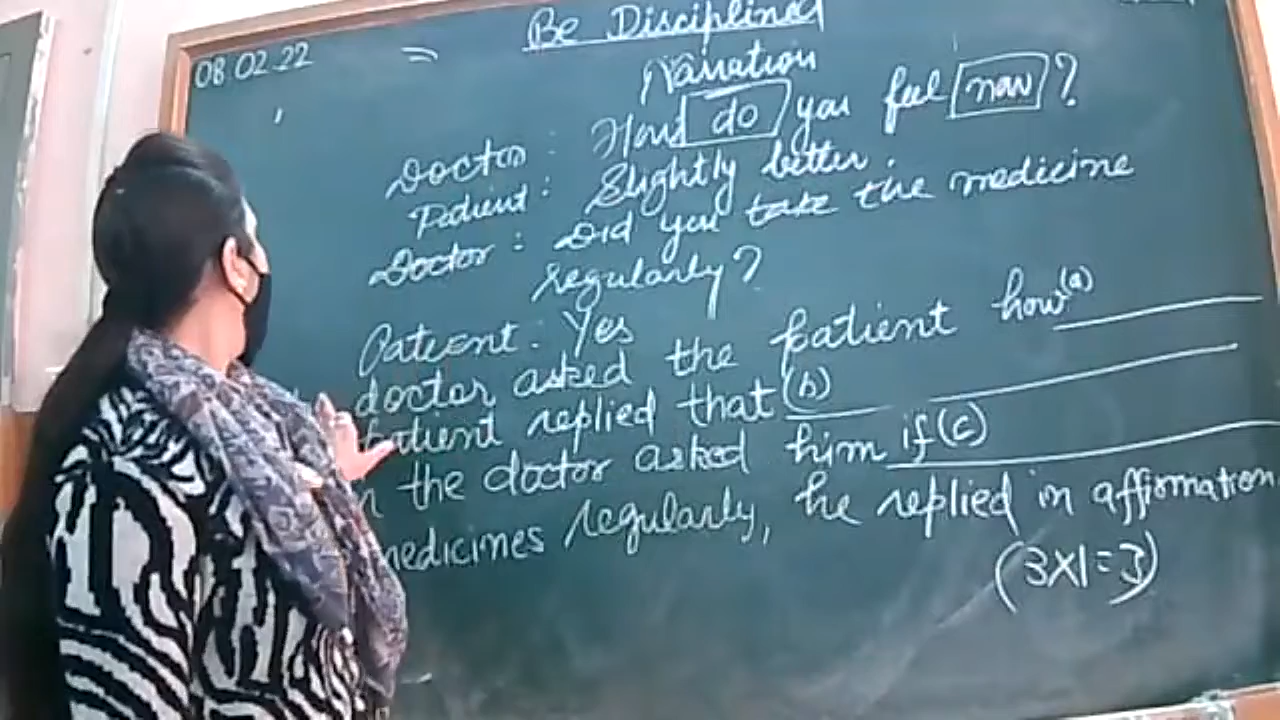 08.02.22
Be Disciplined
Narration
Doctor : How do you feel now ?
Patient : Slightly better.
Doctor : Did you take the medicine
regularly ?
Patient : Yes
doctor asked the patient how (a)
patient replied that (b)
the doctor asked him if (c)
medicines regularly, he replied in affirmation
(3x1=3)